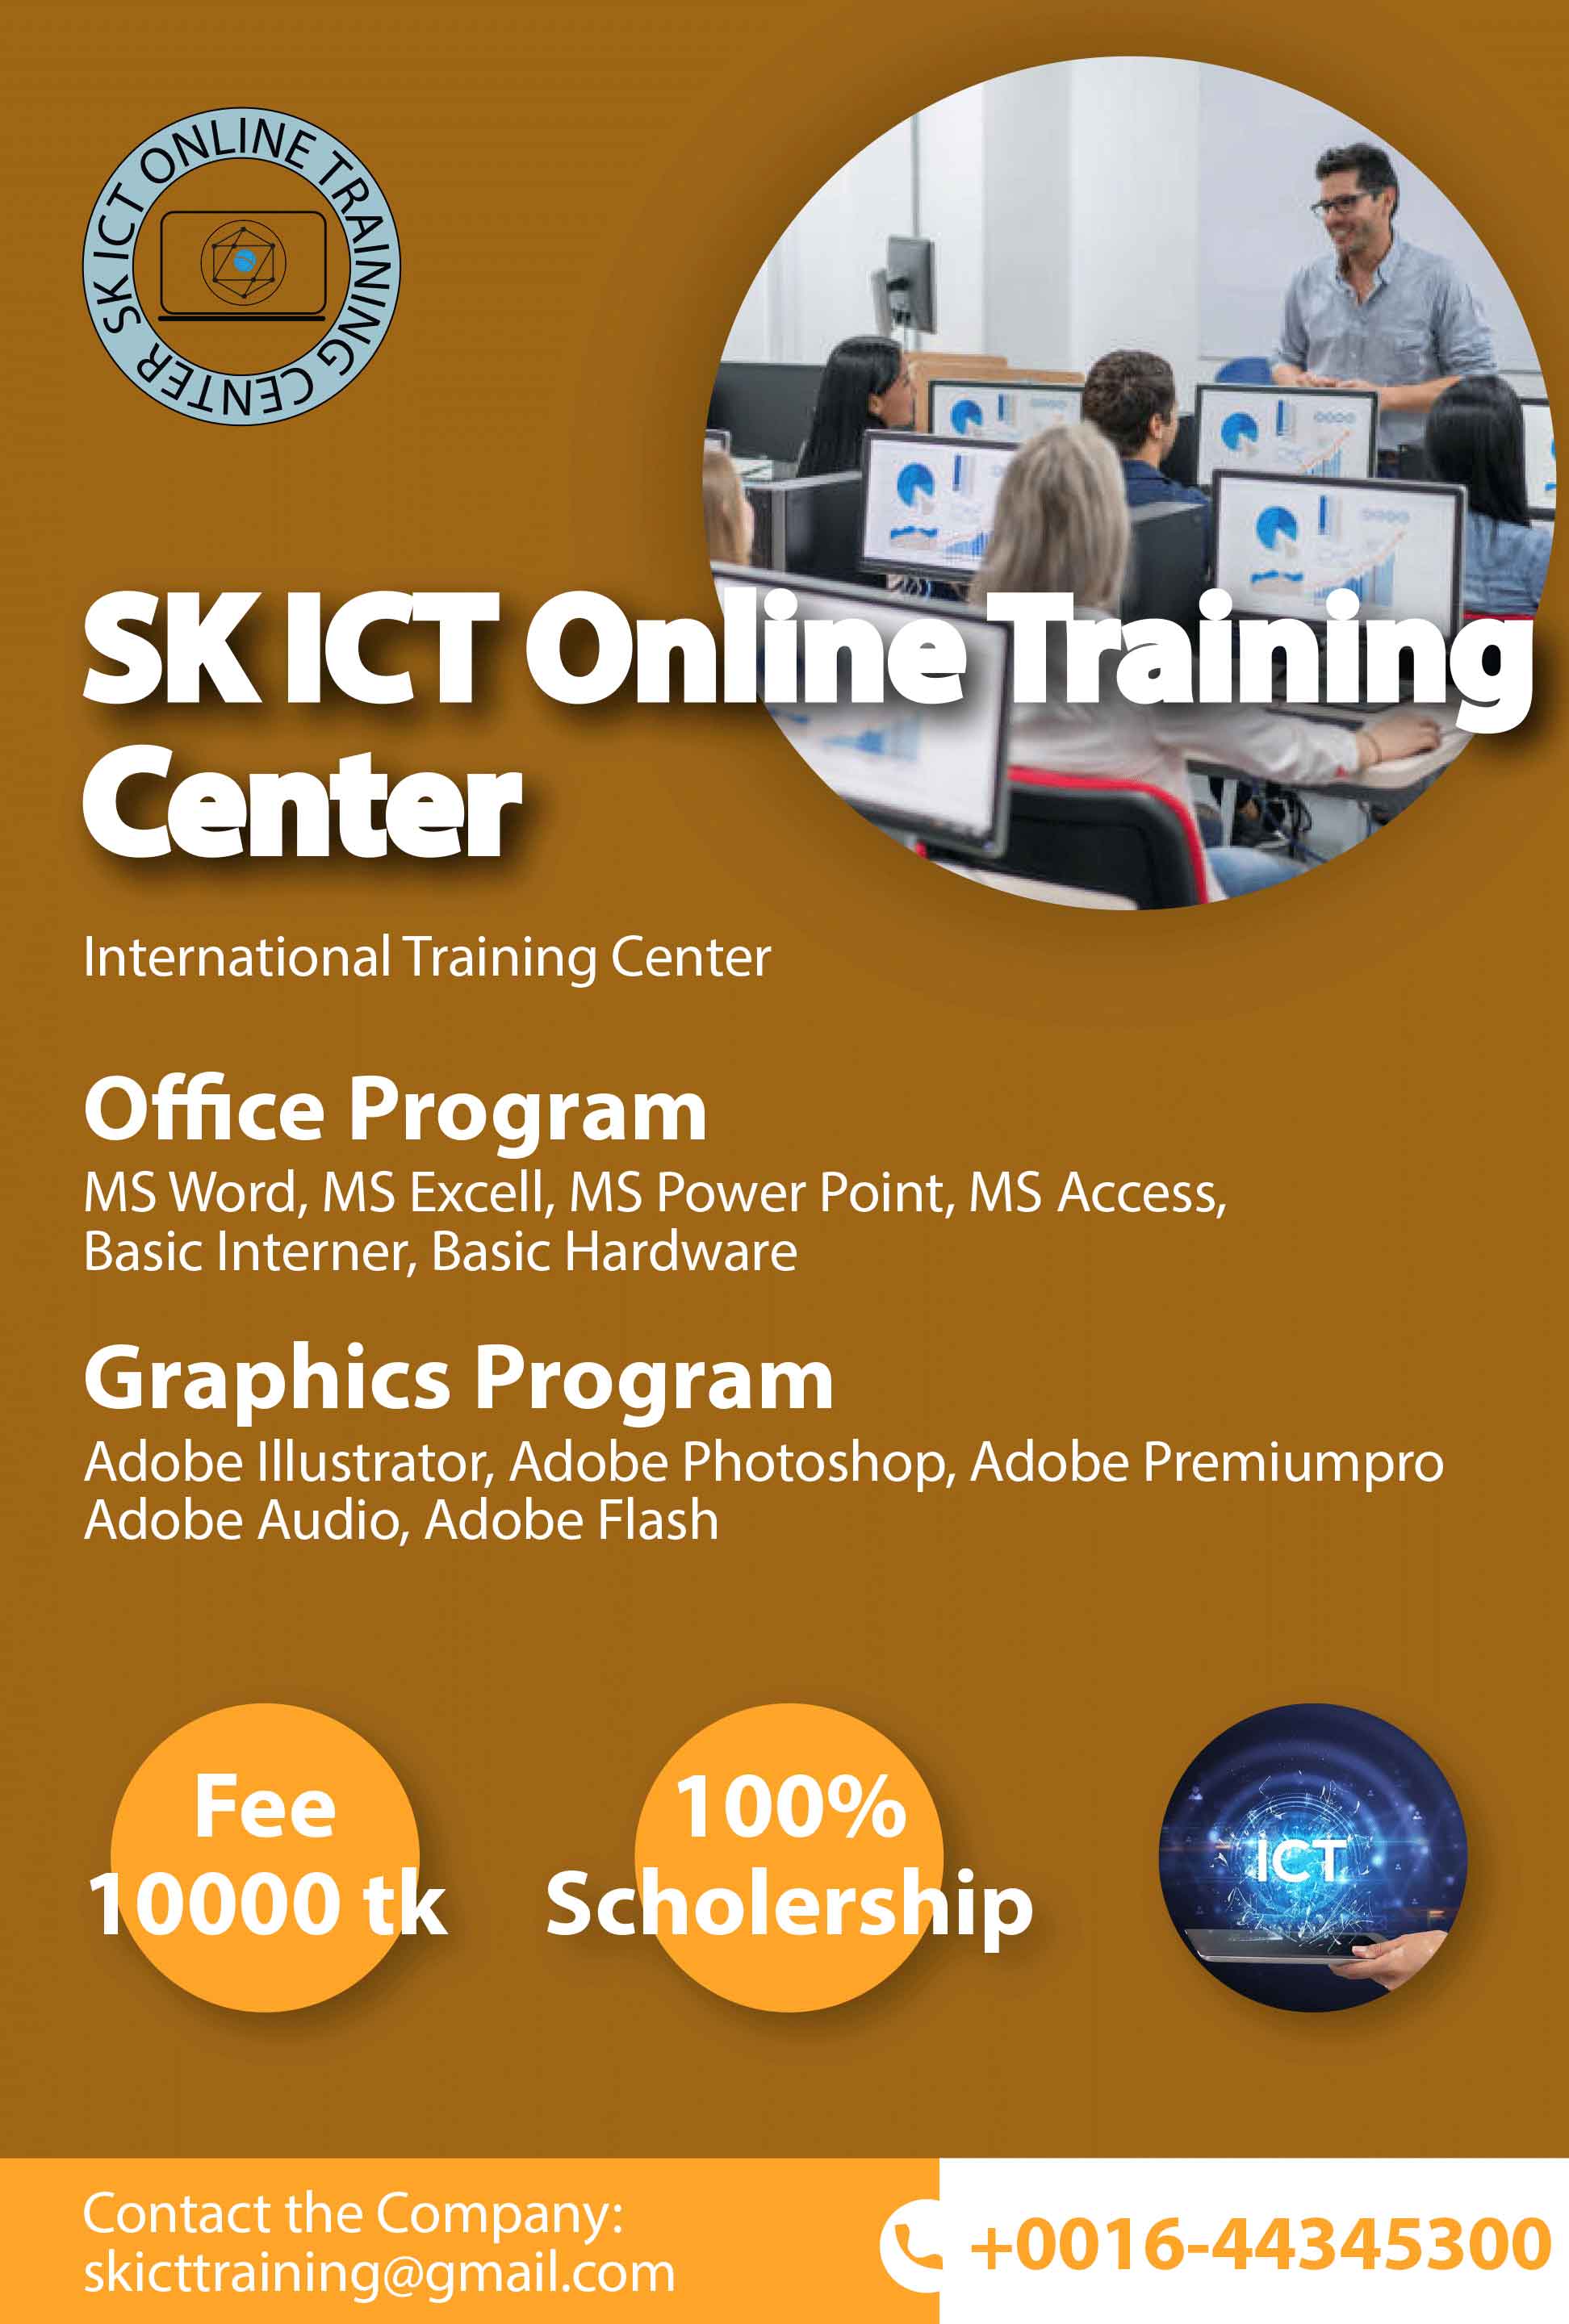 SK ICT ONLINE TRAINING CENTER
SK ICT Online Training
Center
International Training Center
Office Program
MS Word, MS Excell, MS Power Point, MS Access,
Basic Interner, Basic Hardware
Graphics Program
Adobe Illustrator, Adobe Photoshop, Adobe Premiumpro
Adobe Audio, Adobe Flash
Fee
10000 tk
100%
Scholership
ICT
Contact the Company:
skicttraining@gmail.com
+0016-44345300